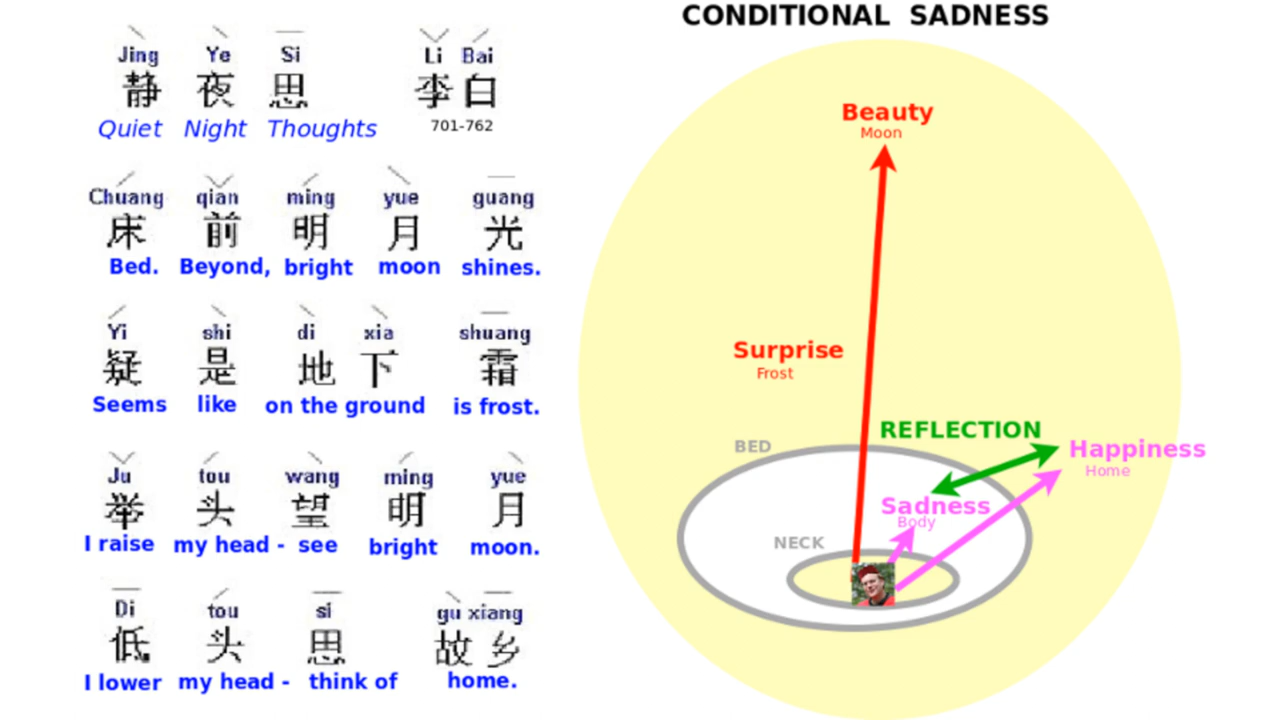 Jing Ye Si Li Bai
静 夜 思 李 白
Quiet Night Thoughts 701-762
Chuang qian ming yue guang
床 前 明 月 光
Bed. Beyond, bright moon shines.
Yi shi di xia shuang
疑 是 地 下 霜
Seems like on the ground is frost.
Ju tou wang ming yue
举 头 望 明 月
I raise my head - see bright moon.
Di tou si gu xiang
低 头 思 故 乡
I lower my head - think of home.
CONDITIONAL SADNESS
Beauty
Moon
Surprise
Frost
BED
REFLECTION
Happiness
Home
Sadness
Body
NECK